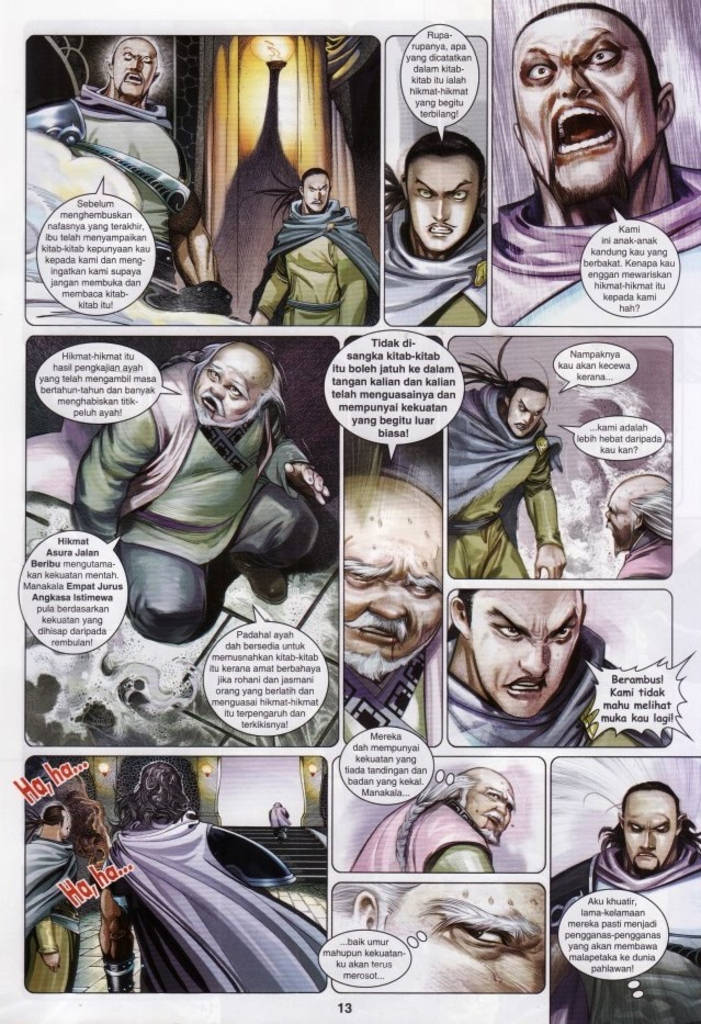 Sebelum
menghembuskan
nafasnya yang terakhir,
ibu telah menyampaikan
kitab-kitab kepunyaan kau
kepada kami dan meng-
ingatkan kami supaya
jangan membuka dan
membaca kitab-
kitab itu!
Rupa-
rupanya, apa
yang dicatatkan
dalam kitab-
kitab itu ialah
hikmat-hikmat
yang begitu
terbilang!
Kami
ini anak-anak
kandung kau yang
berbakat. Kenapa kau
enggan mewariskan
hikmat-hikmat itu
kepada kami
hah?
Hikmat-hikmat itu
hasil pengkajian ayah
yang telah mengambil masa
bertahun-tahun dan banyak
menghabiskan titik-
peluh ayah!
Hikmat
Asura Jalan
Beribu mengutama-
kan kekuatan mentah.
Manakala Empat Jurus
Angkasa Istimewa
pula berdasarkan
kekuatan yang
dihisap daripada
rembulan!
Padahal ayah
dah bersedia untuk
memusnahkan kitab-kitab
itu kerana amat berbahaya
jika rohani dan jasmani
orang yang berlatih dan
menguasai hikmat-hikmat
itu terpengaruh dan
terkikisnya!
Tidak di-
sangka kitab-kitab
itu boleh jatuh ke dalam
tangan kalian dan kalian
telah menguasainya dan
mempunyai kekuatan
yang begitu luar
biasa!
Nampaknya
kau akan kecewa
kerana...
...kami adalah
lebih hebat daripada
kau kan?
Berambus!
Kami tidak
mahu melihat
muka kau lagi!
Ha, ha...
Ha, ha...
Mereka
dah mempunyai
kekuatan yang
tiada tandingan dan
badan yang kekal.
Manakala...
...baik umur
mahupun kekuatan-
ku akan terus
merosot...
Aku khuatir,
lama-kelamaan
mereka pasti menjadi
pengganas-pengganas
yang akan membawa
malapetaka ke dunia
pahlawan!
13